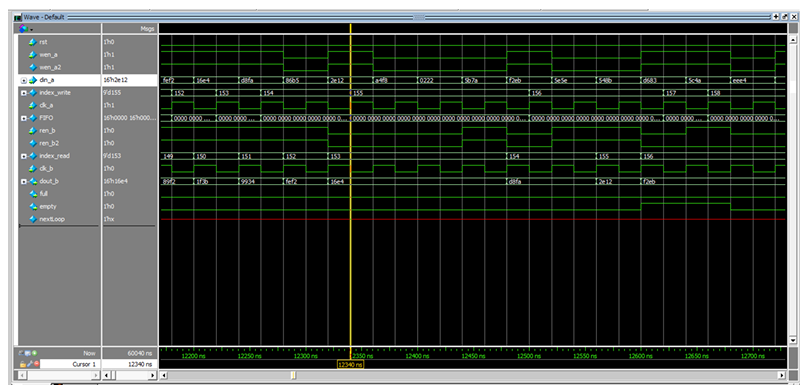 Wave - Default
Msgs
rst 1'h0
wen_a 1'h1
wen_a2 1'h1
din_a 16'h2e12 fef2 16e4 d8fa 86b5 2e12 a4f8 0222 5b7a f2eb 5e5e 548b d683 5c4a eee4
index_write 9'd155 152 153 154 155 156 157 158
clk_a 1'h1
FIFO 16'h0000 16'h000... 0000 0000 ... 0000 0000 ... 0000 0000 0000 0000 0... 0000 0000 0000 0000 0000 0000 0000 0000 0... 0000 0000 0000 0000 0000 0... 0000 0000 ... 0000 0000 0000 0...
ren_b 1'h0
ren_b2 1'h0
index_read 9'd153 149 150 151 152 153 154 155 156
clk_b 1'h0
dout_b 16'h16e4 89f2 1f3b 9934 fef2 16e4 d8fa 2e12 f2eb
full 1'h0
empty 1'h0
nextLoop 1'hx
Now 60040 ns 12200 ns 12250 ns 12300 ns 12350 ns 12400 ns 12450 ns 12500 ns 12550 ns 12600 ns 12650 ns 12700 ns
Cursor 1 12340 ns 12340 ns